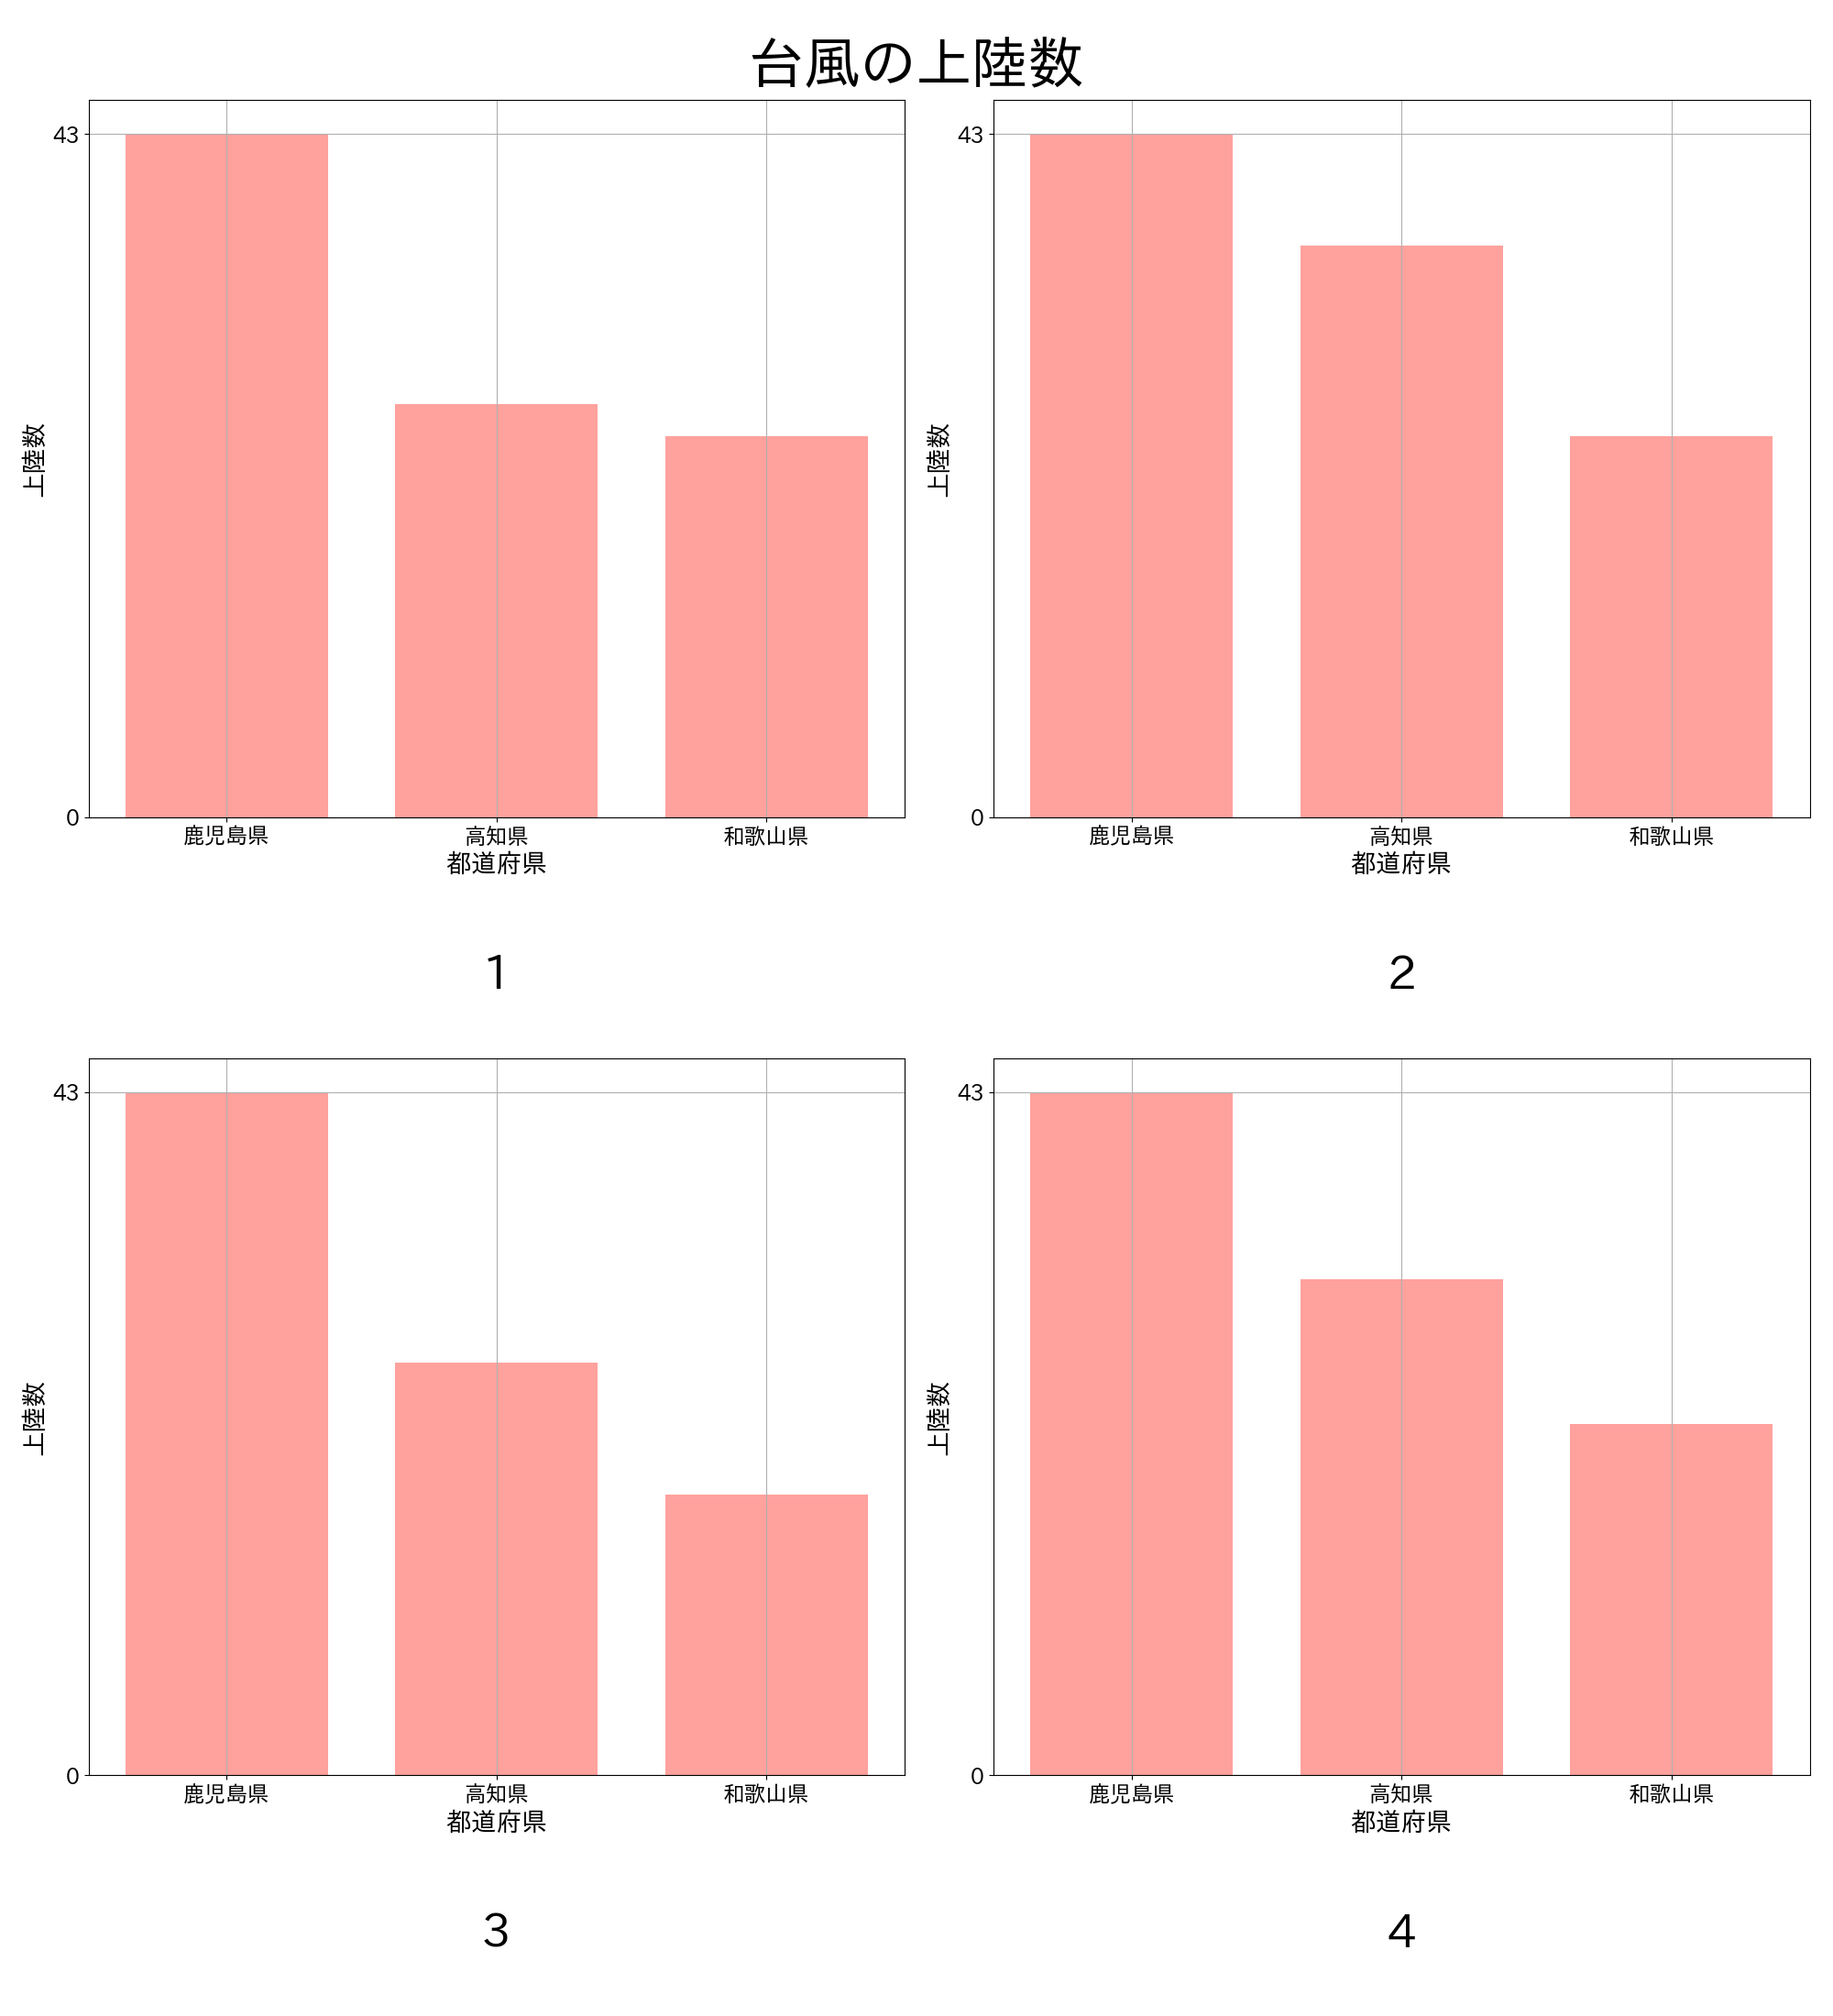 台風の上陸数
43
0
上陸数
鹿児島県 高知県 和歌山県
都道府県
1
43
0
上陸数
鹿児島県 高知県 和歌山県
都道府県
2
43
0
上陸数
鹿児島県 高知県 和歌山県
都道府県
3
43
0
上陸数
鹿児島県 高知県 和歌山県
都道府県
4